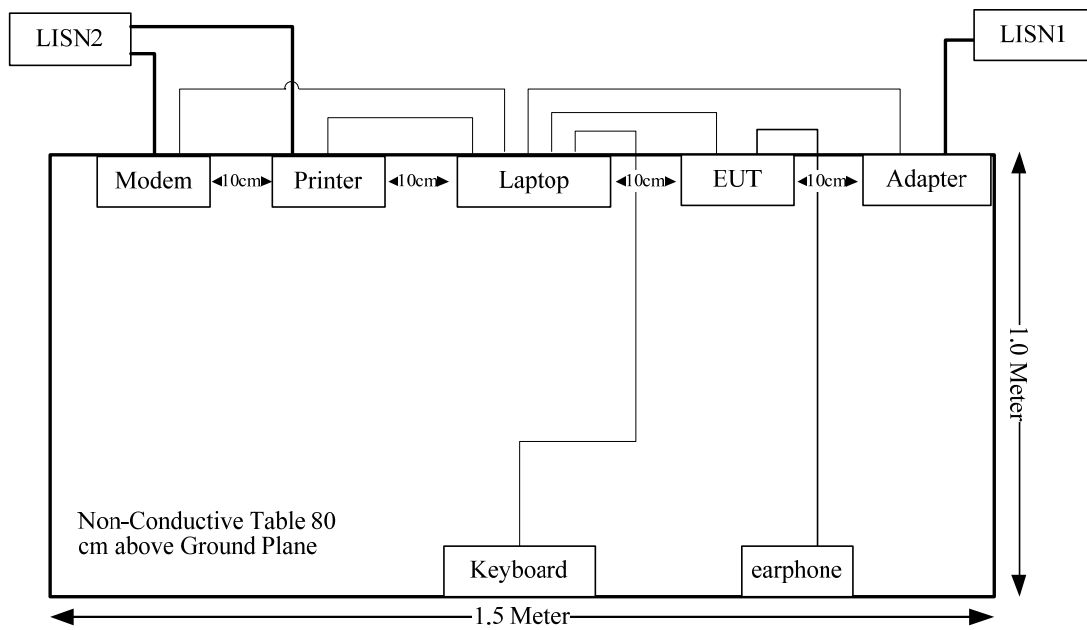 LISN2
LISN1
Modem
10cm
Printer
10cm
Laptop
10cm
EUT
10cm
Adapter
1.0 Meter
Non-Conductive Table 80
cm above Ground Plane
Keyboard
earphone
1.5 Meter